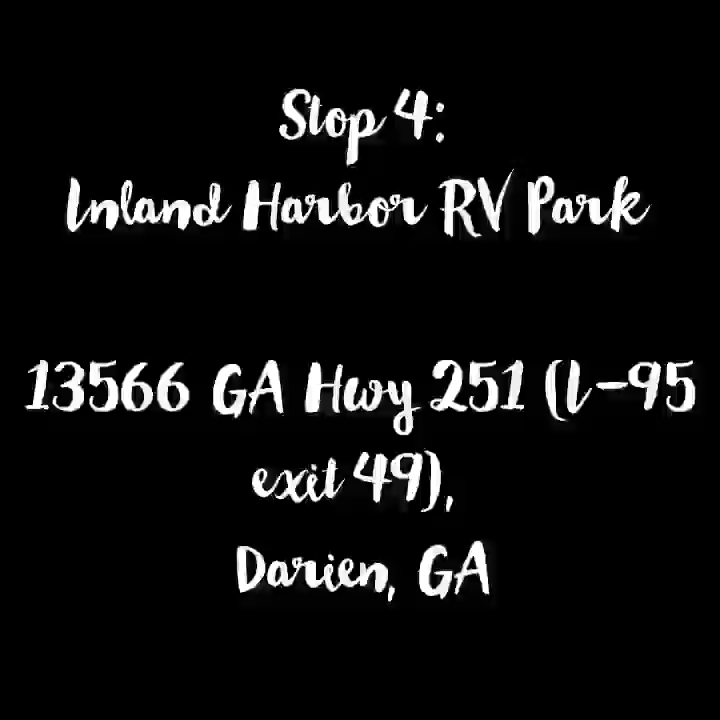 Stop 4:
Inland Harbor RV Park
13566 GA Hwy 251 (I-95
exit 49),
Darien, GA